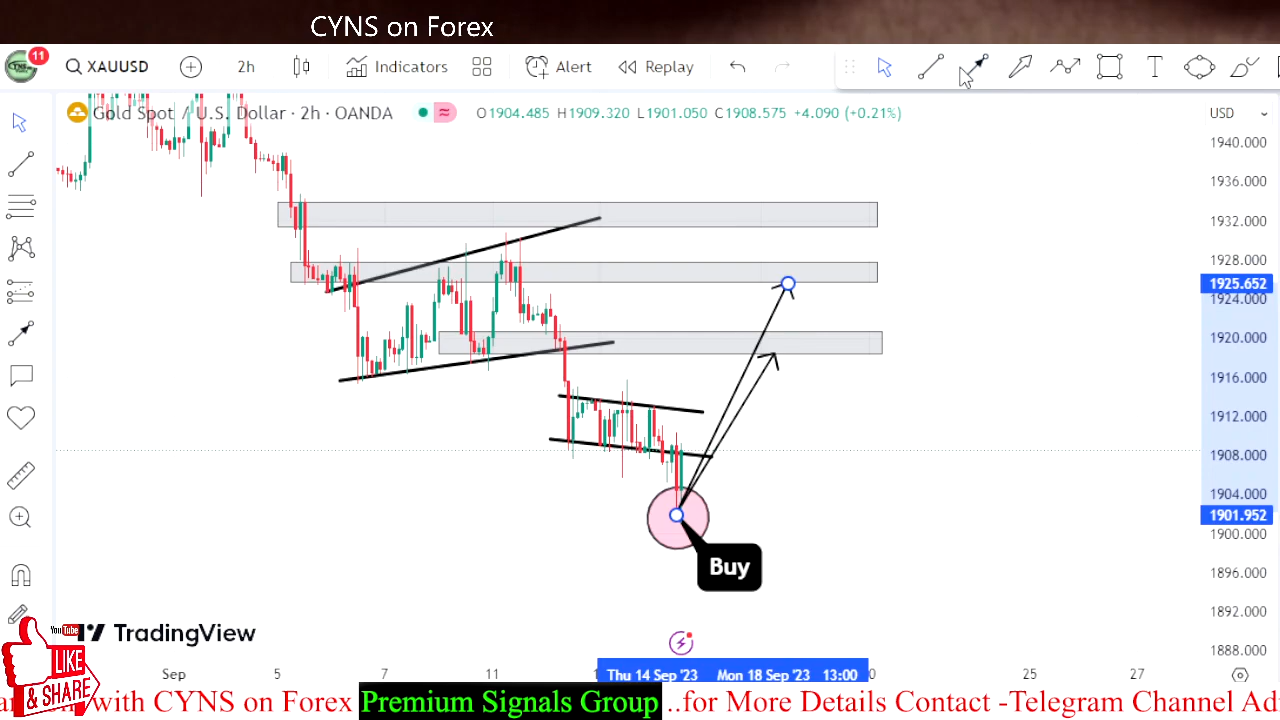 CYNS on Forex
11
XAUUSD
2h
Indicators
Alert
Replay
Gold Spot / U.S. Dollar · 2h · OANDA
O1904.485 H1909.320 L1901.050 C1908.575 +4.090 (+0.21%)
USD
1940.000
1936.000
1932.000
1928.000
1925.652
1924.000
1920.000
1916.000
1912.000
1908.000
1904.000
1901.952
1900.000
1896.000
1892.000
1888.000
Buy
TradingView
Sep 5 7 11 Thu 14 Sep '23 Mon 18 Sep '23 13:00 25 27
YouTube
LIKE
& SHARE
with CYNS on Forex Premium Signals Group ..for More Details Contact -Telegram Channel Ad